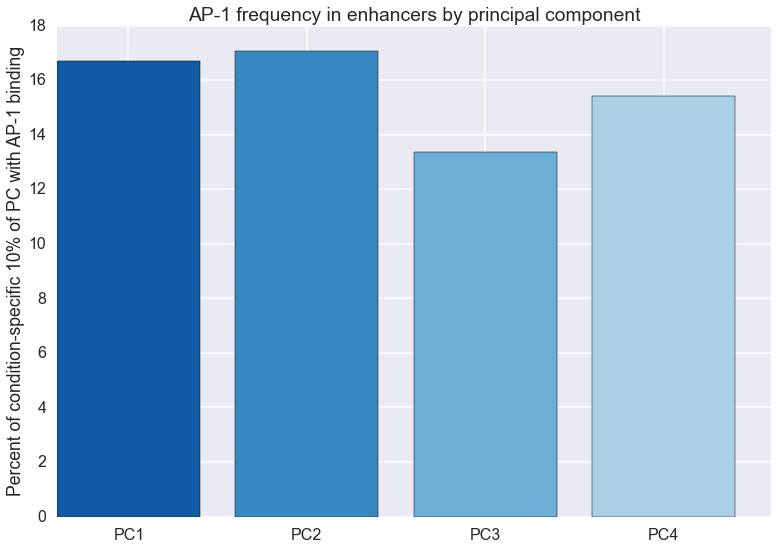 AP-1 frequency in enhancers by principal component
Percent of condition-specific 10% of PC with AP-1 binding
18
16
14
12
10
8
6
4
2
0
PC1
PC2
PC3
PC4